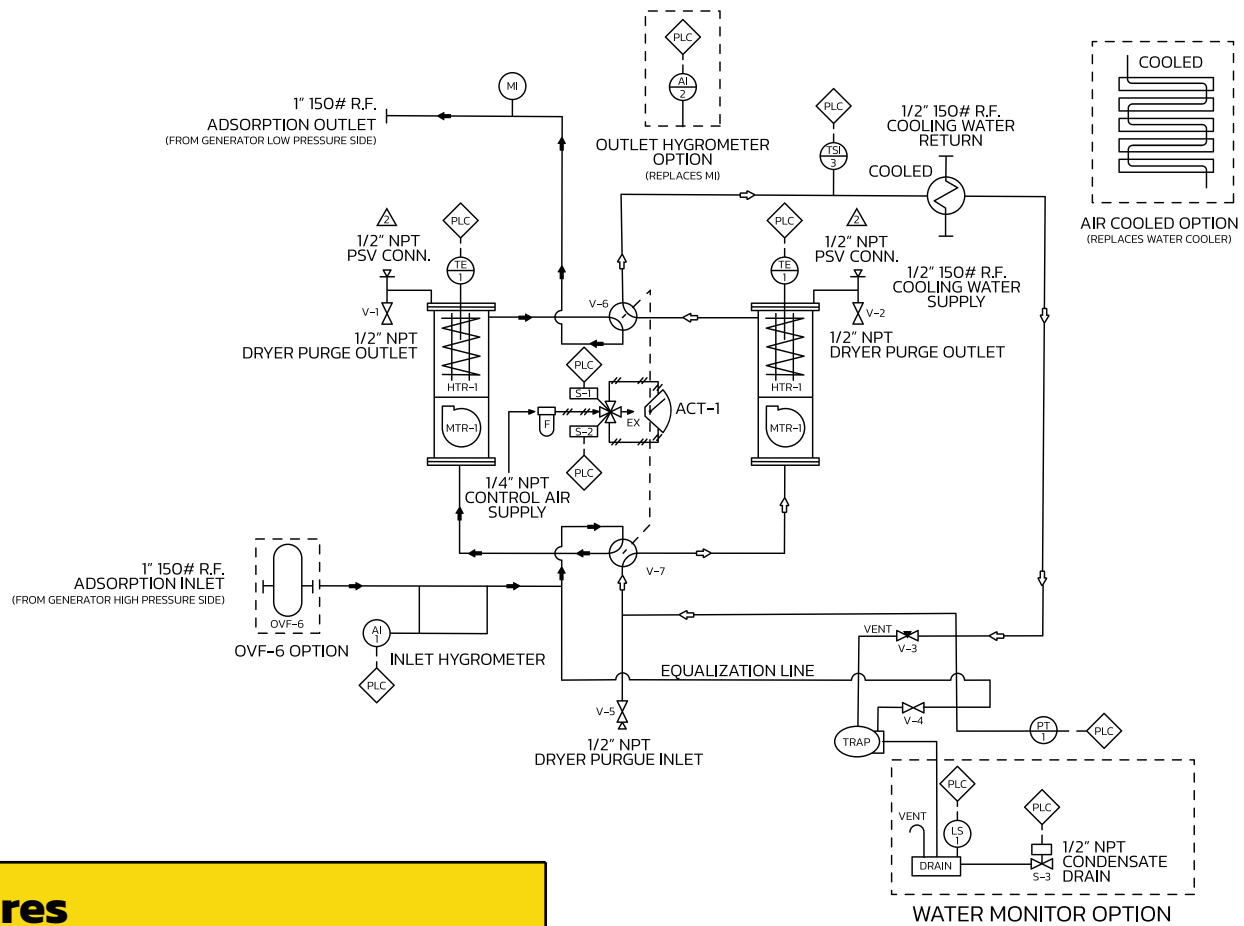 PLC
AI
2
OUTLET HYGROMETER
OPTION
(REPLACES MI)
MI
1" 150# R.F.
ADSORPTION OUTLET
(FROM GENERATOR LOW PRESSURE SIDE)
PLC
TSI
3
1/2" 150# R.F.
COOLING WATER
RETURN
COOLED
COOLED
AIR COOLED OPTION
(REPLACES WATER COOLER)
2
1/2" NPT
PSV CONN.
PLC
TE
1
V-1
1/2" NPT
DRYER PURGE OUTLET
HTR-1
MTR-1
V-6
PLC
TE
1
2
1/2" NPT
PSV CONN.
1/2" 150# R.F.
COOLING WATER
SUPPLY
V-2
1/2" NPT
DRYER PURGE OUTLET
HTR-1
MTR-1
PLC
S-1
F
EX
S-2
PLC
ACT-1
1/4" NPT
CONTROL AIR
SUPPLY
V-7
1" 150# R.F.
ADSORPTION INLET
(FROM GENERATOR HIGH PRESSURE SIDE)
OVF-6
OVF-6 OPTION
AI
1
INLET HYGROMETER
PLC
VENT
V-3
EQUALIZATION LINE
V-5
1/2" NPT
DRYER PURGUE INLET
V-4
TRAP
PT
1
PLC
PLC
VENT
LS
1
DRAIN
PLC
S-3
1/2" NPT
CONDENSATE
DRAIN
WATER MONITOR OPTION
res